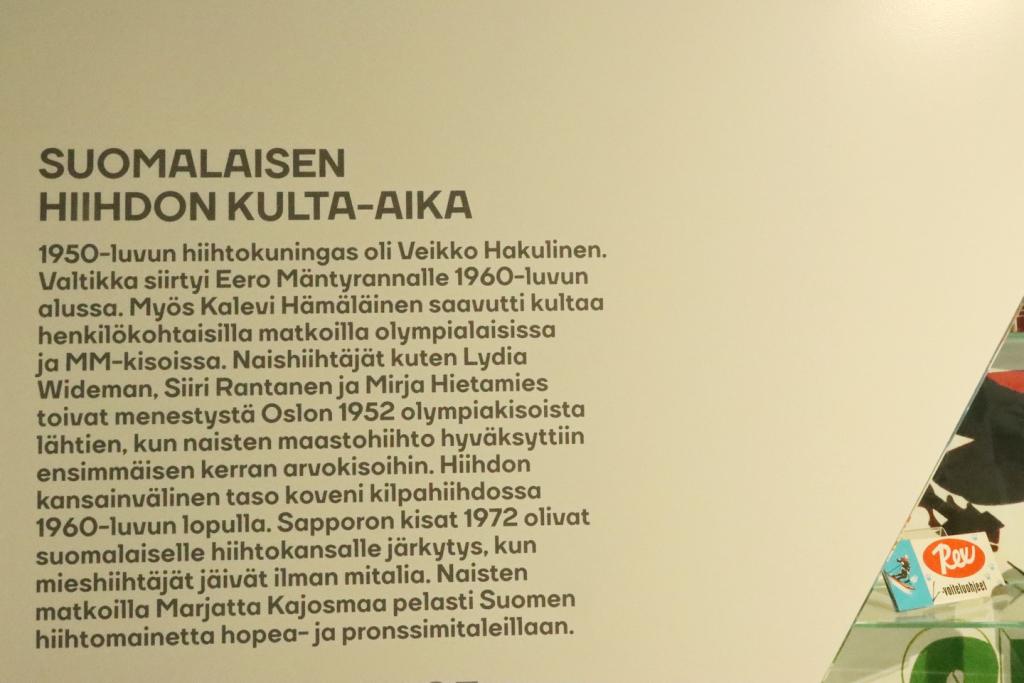 SUOMALAISEN
HIIHDON KULTA-AIKA
1950-luvun hiihtokuningas oli Veikko Hakulinen.
Valtikka siirtyi Eero Mäntyrannalle 1960-luvun
alussa. Myös Kalevi Hämäläinen saavutti kultaa
henkilökohtaisilla matkoilla olympialaisissa
ja MM-kisoissa. Naishiihtäjät kuten Lydia
Wideman, Siiri Rantanen ja Mirja Hietamies
toivat menestystä Oslon 1952 olympiakisoista
lähtien, kun naisten maastohiihto hyväksyttiin
ensimmäisen kerran arvokisoihin. Hiihdon
kansainvälinen taso koveni kilpahiihdossa
1960-luvun lopulla. Sapporon kisat 1972 olivat
suomalaiselle hiihtokansalle järkytys, kun
mieshiihtäjät jäivät ilman mitalia. Naisten
matkoilla Marjatta Kajosmaa pelasti Suomen
hiihtomainetta hopea- ja pronssimitaleillaan.
Rex
-voiteluohjeet